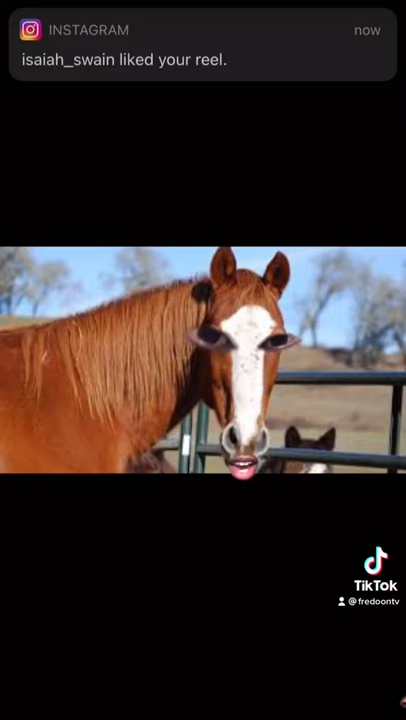 INSTAGRAM
now
isaiah_swain liked your reel.
TikTok
@fredoontv